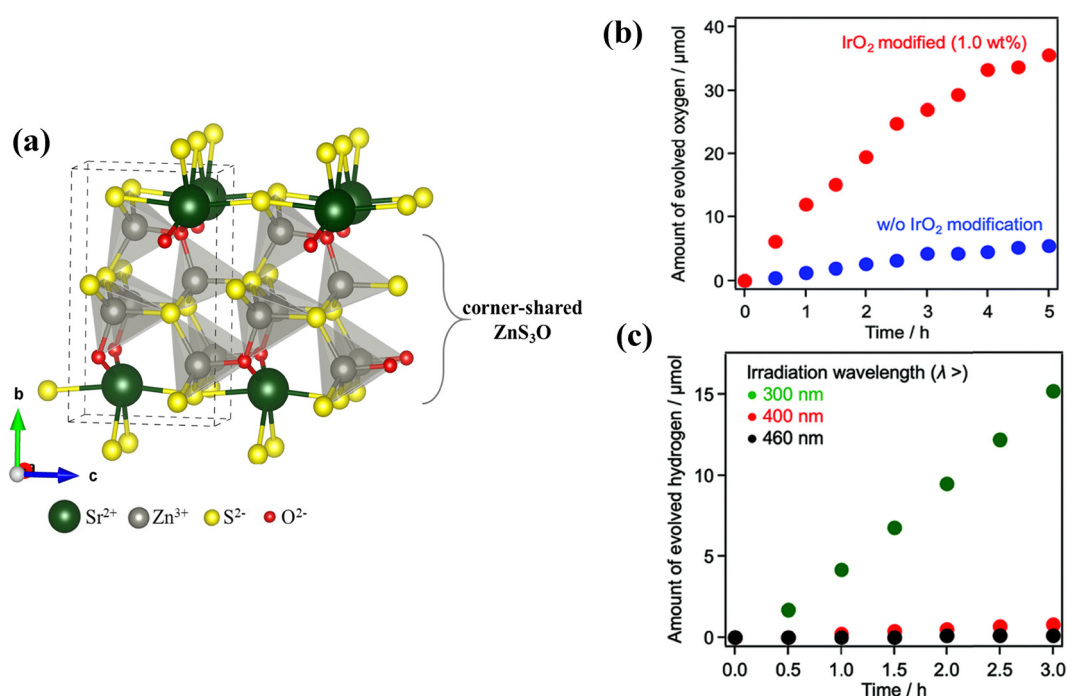 (a)
b
a
c
corner-shared
ZnS₃O
Sr²⁺
Zn³⁺
S²⁻
O²⁻
(b)
Amount of evolved oxygen / μmol
40
30
20
10
0
IrO₂ modified (1.0 wt%)
w/o IrO₂ modification
0 1 2 3 4 5
Time / h
(c)
Amount of evolved hydrogen / μmol
15
10
5
0
Irradiation wavelength (λ >)
300 nm
400 nm
460 nm
0.0 0.5 1.0 1.5 2.0 2.5 3.0
Time / h